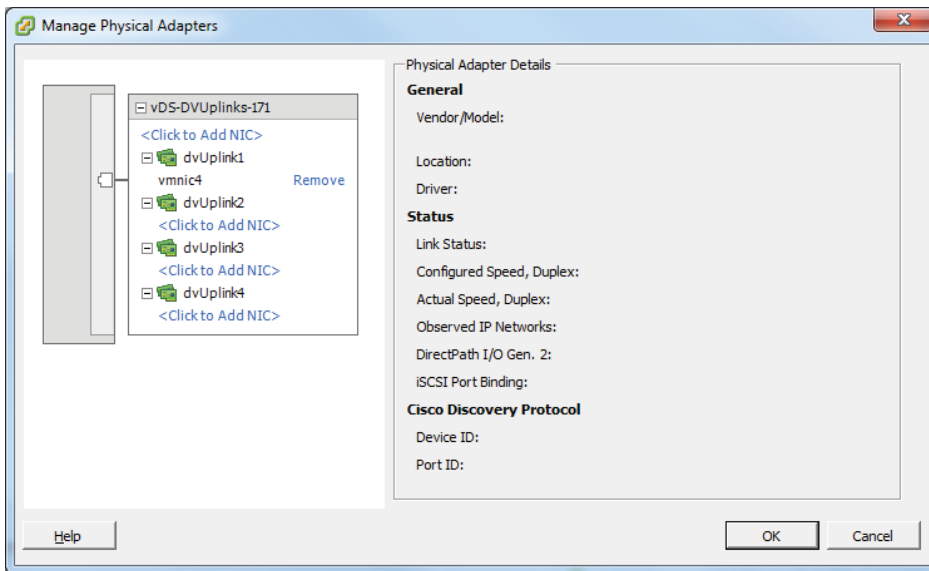 Manage Physical Adapters
vDS-DVUplinks-171
<Click to Add NIC>
dvUplink1
vmnic4 Remove
dvUplink2
<Click to Add NIC>
dvUplink3
<Click to Add NIC>
dvUplink4
<Click to Add NIC>
Physical Adapter Details
General
Vendor/Model:
Location:
Driver:
Status
Link Status:
Configured Speed, Duplex:
Actual Speed, Duplex:
Observed IP Networks:
DirectPath I/O Gen. 2:
iSCSI Port Binding:
Cisco Discovery Protocol
Device ID:
Port ID:
Help
OK
Cancel